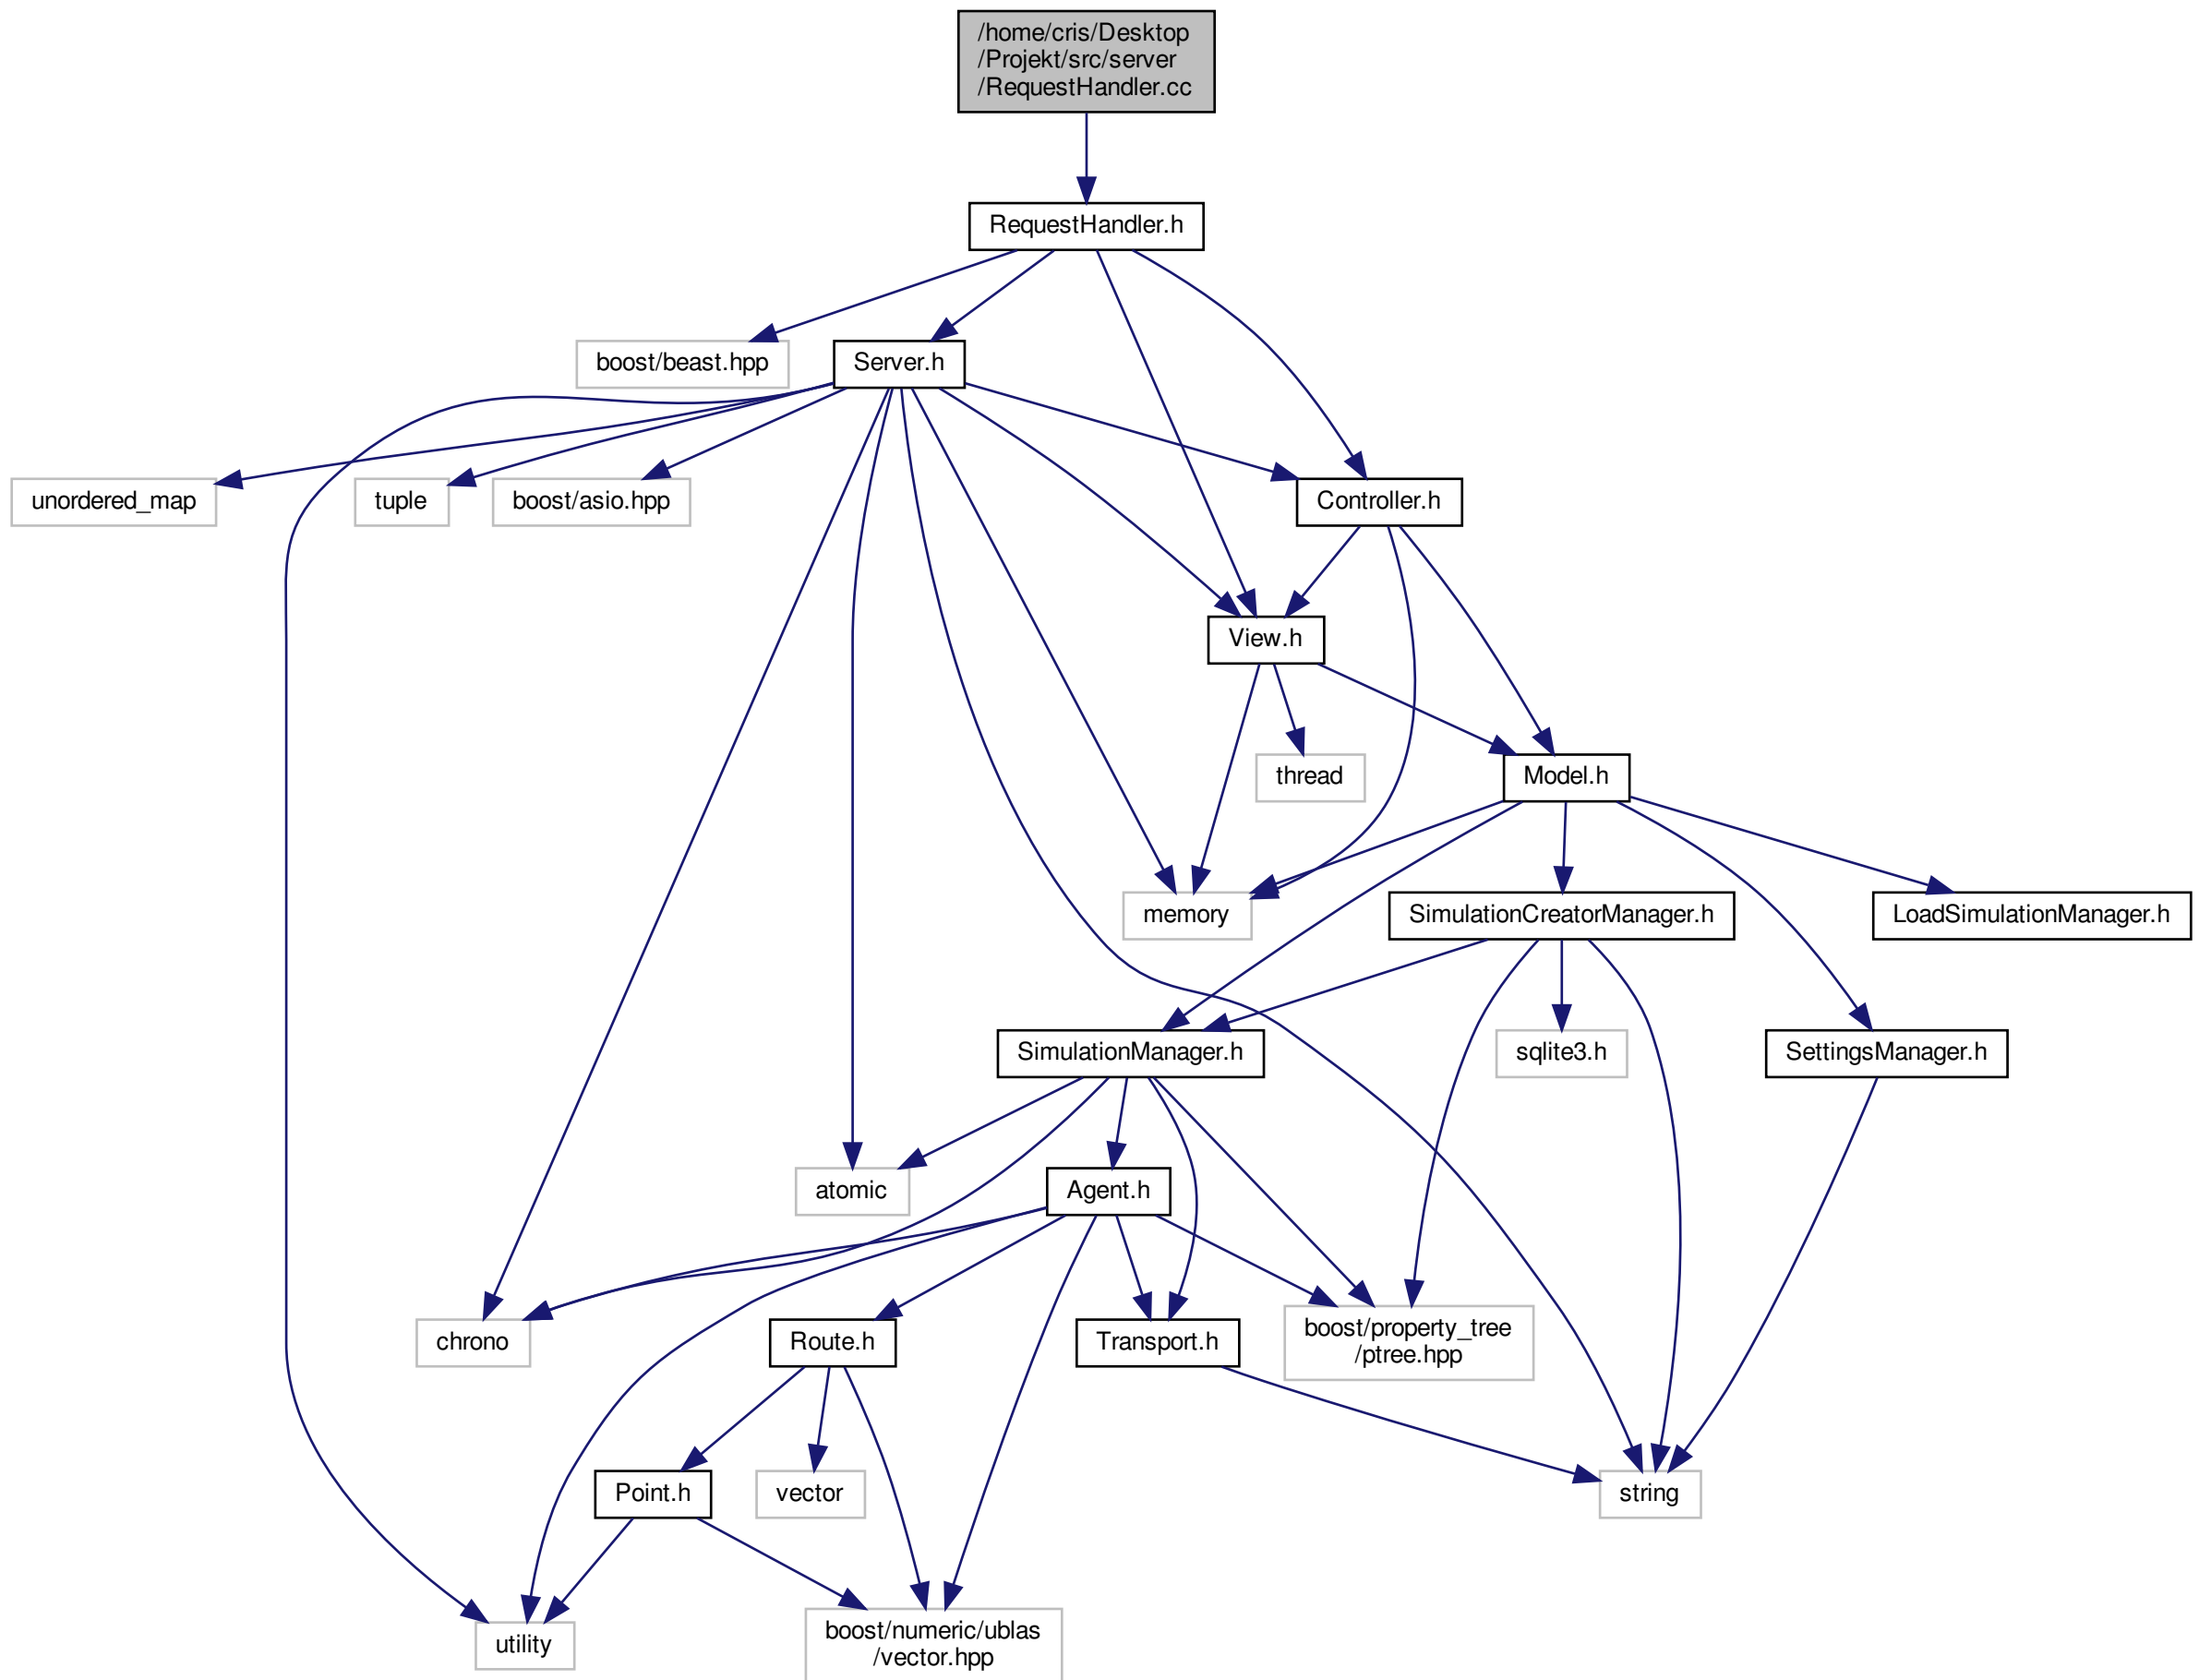 /home/cris/Desktop
/Projekt/src/server
/RequestHandler.cc
RequestHandler.h
boost/beast.hpp
Server.h
unordered_map
tuple
boost/asio.hpp
Controller.h
View.h
thread
Model.h
memory
SimulationCreatorManager.h
LoadSimulationManager.h
SimulationManager.h
sqlite3.h
SettingsManager.h
atomic
Agent.h
chrono
Route.h
Transport.h
boost/property_tree
/ptree.hpp
Point.h
vector
string
utility
boost/numeric/ublas
/vector.hpp